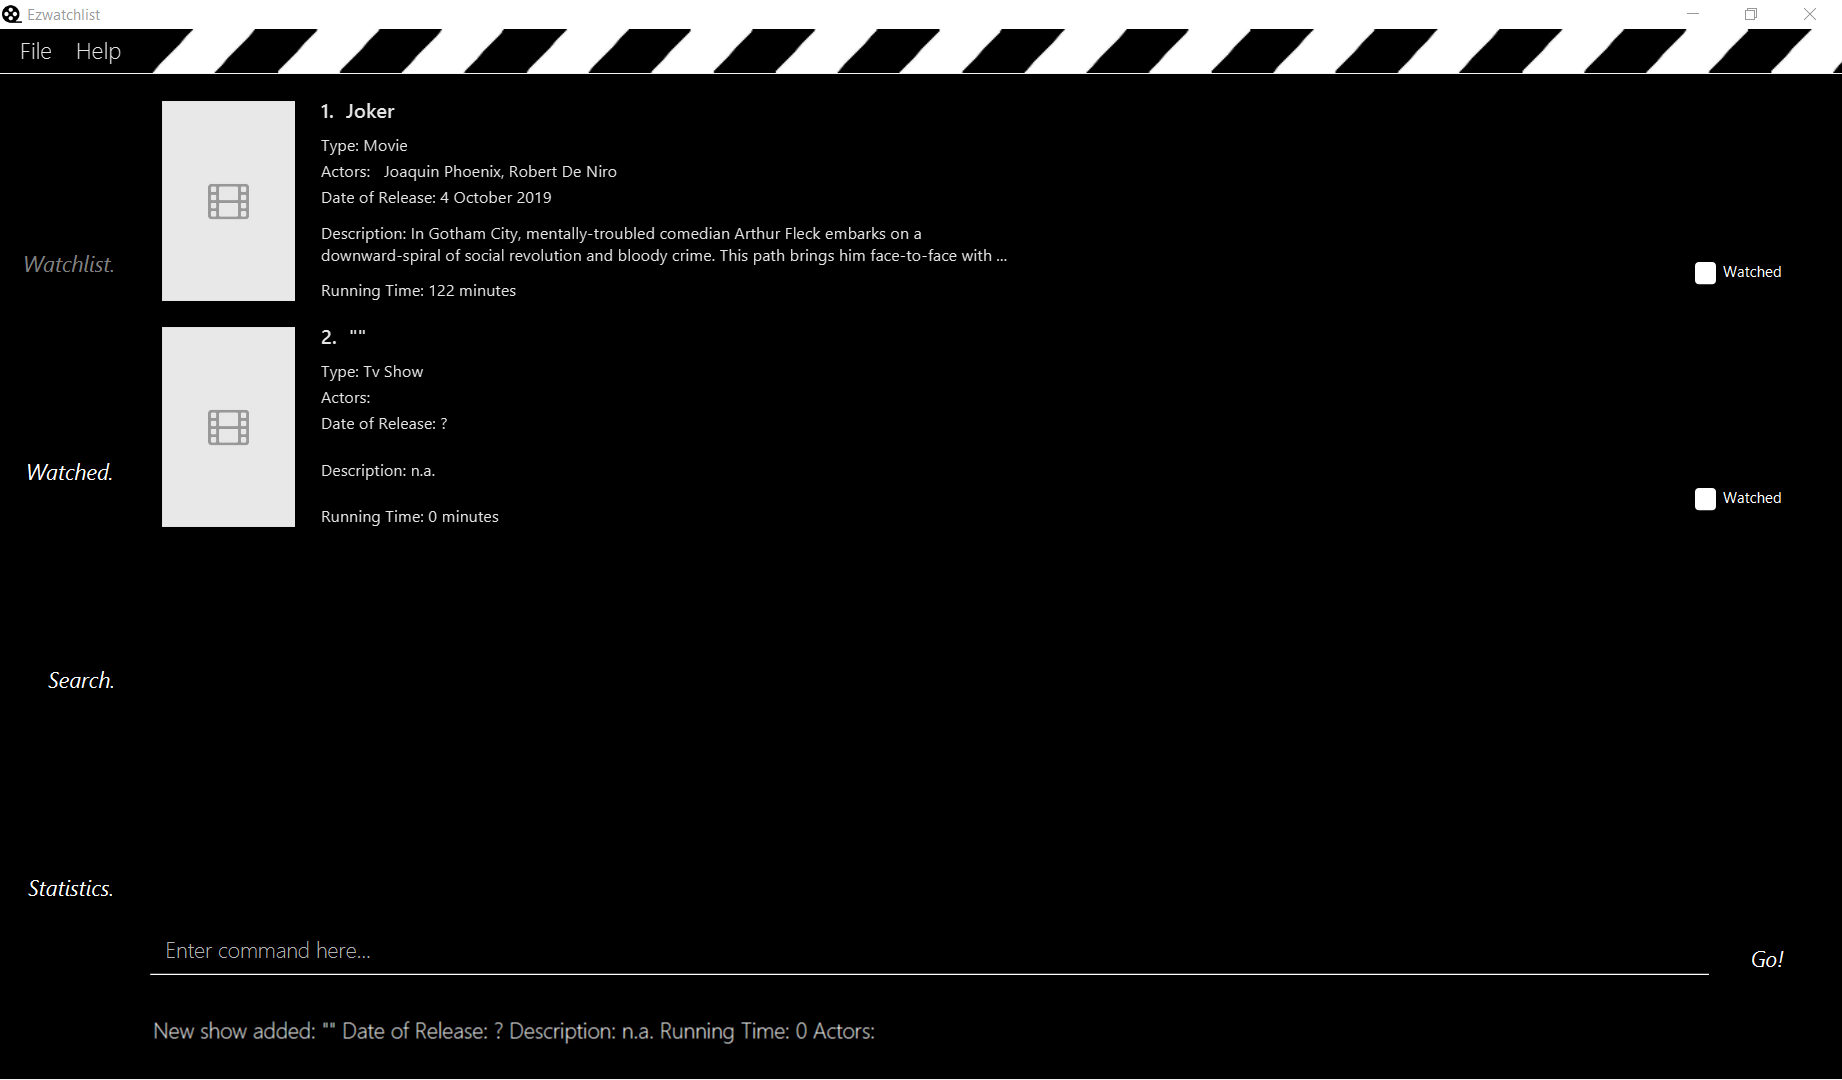 Ezwatchlist
File Help
1. Joker
Type: Movie
Actors: Joaquin Phoenix, Robert De Niro
Date of Release: 4 October 2019
Description: In Gotham City, mentally-troubled comedian Arthur Fleck embarks on a
downward-spiral of social revolution and bloody crime. This path brings him face-to-face with ...
Running Time: 122 minutes
Watched
Watchlist.
2. ""
Type: Tv Show
Actors:
Date of Release: ?
Description: n.a.
Running Time: 0 minutes
Watched
Watched.
Search.
Statistics.
Enter command here...
Go!
New show added: "" Date of Release: ? Description: n.a. Running Time: 0 Actors: